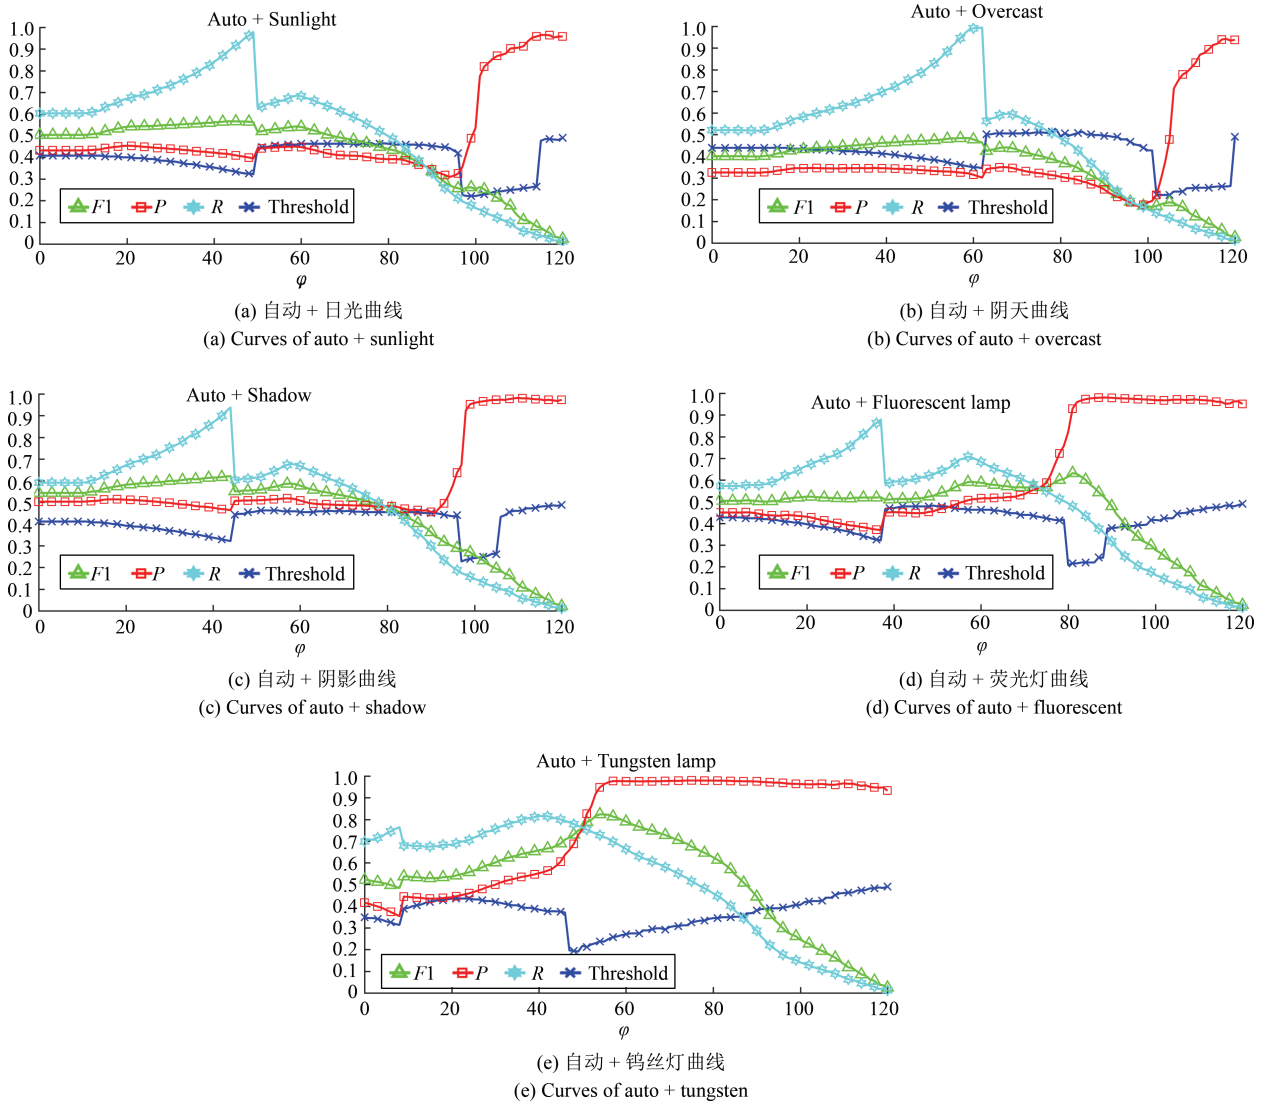 Auto + Sunlight
1.0
0.9
0.8
0.7
0.6
0.5
0.4
0.3
0.2
0.1
0
F1 P R Threshold
0 20 40 60 80 100 120
φ
(a) 自动 + 日光曲线
(a) Curves of auto + sunlight
Auto + Overcast
1.0
0.9
0.8
0.7
0.6
0.5
0.4
0.3
0.2
0.1
0
F1 P R Threshold
0 20 40 60 80 100 120
φ
(b) 自动 + 阴天曲线
(b) Curves of auto + overcast
Auto + Shadow
1.0
0.9
0.8
0.7
0.6
0.5
0.4
0.3
0.2
0.1
0
F1 P R Threshold
0 20 40 60 80 100 120
φ
(c) 自动 + 阴影曲线
(c) Curves of auto + shadow
Auto + Fluorescent lamp
1.0
0.9
0.8
0.7
0.6
0.5
0.4
0.3
0.2
0.1
0
F1 P R Threshold
0 20 40 60 80 100 120
φ
(d) 自动 + 荧光灯曲线
(d) Curves of auto + fluorescent
Auto + Tungsten lamp
1.0
0.9
0.8
0.7
0.6
0.5
0.4
0.3
0.2
0.1
0
F1 P R Threshold
0 20 40 60 80 100 120
φ
(e) 自动 + 钨丝灯曲线
(e) Curves of auto + tungsten